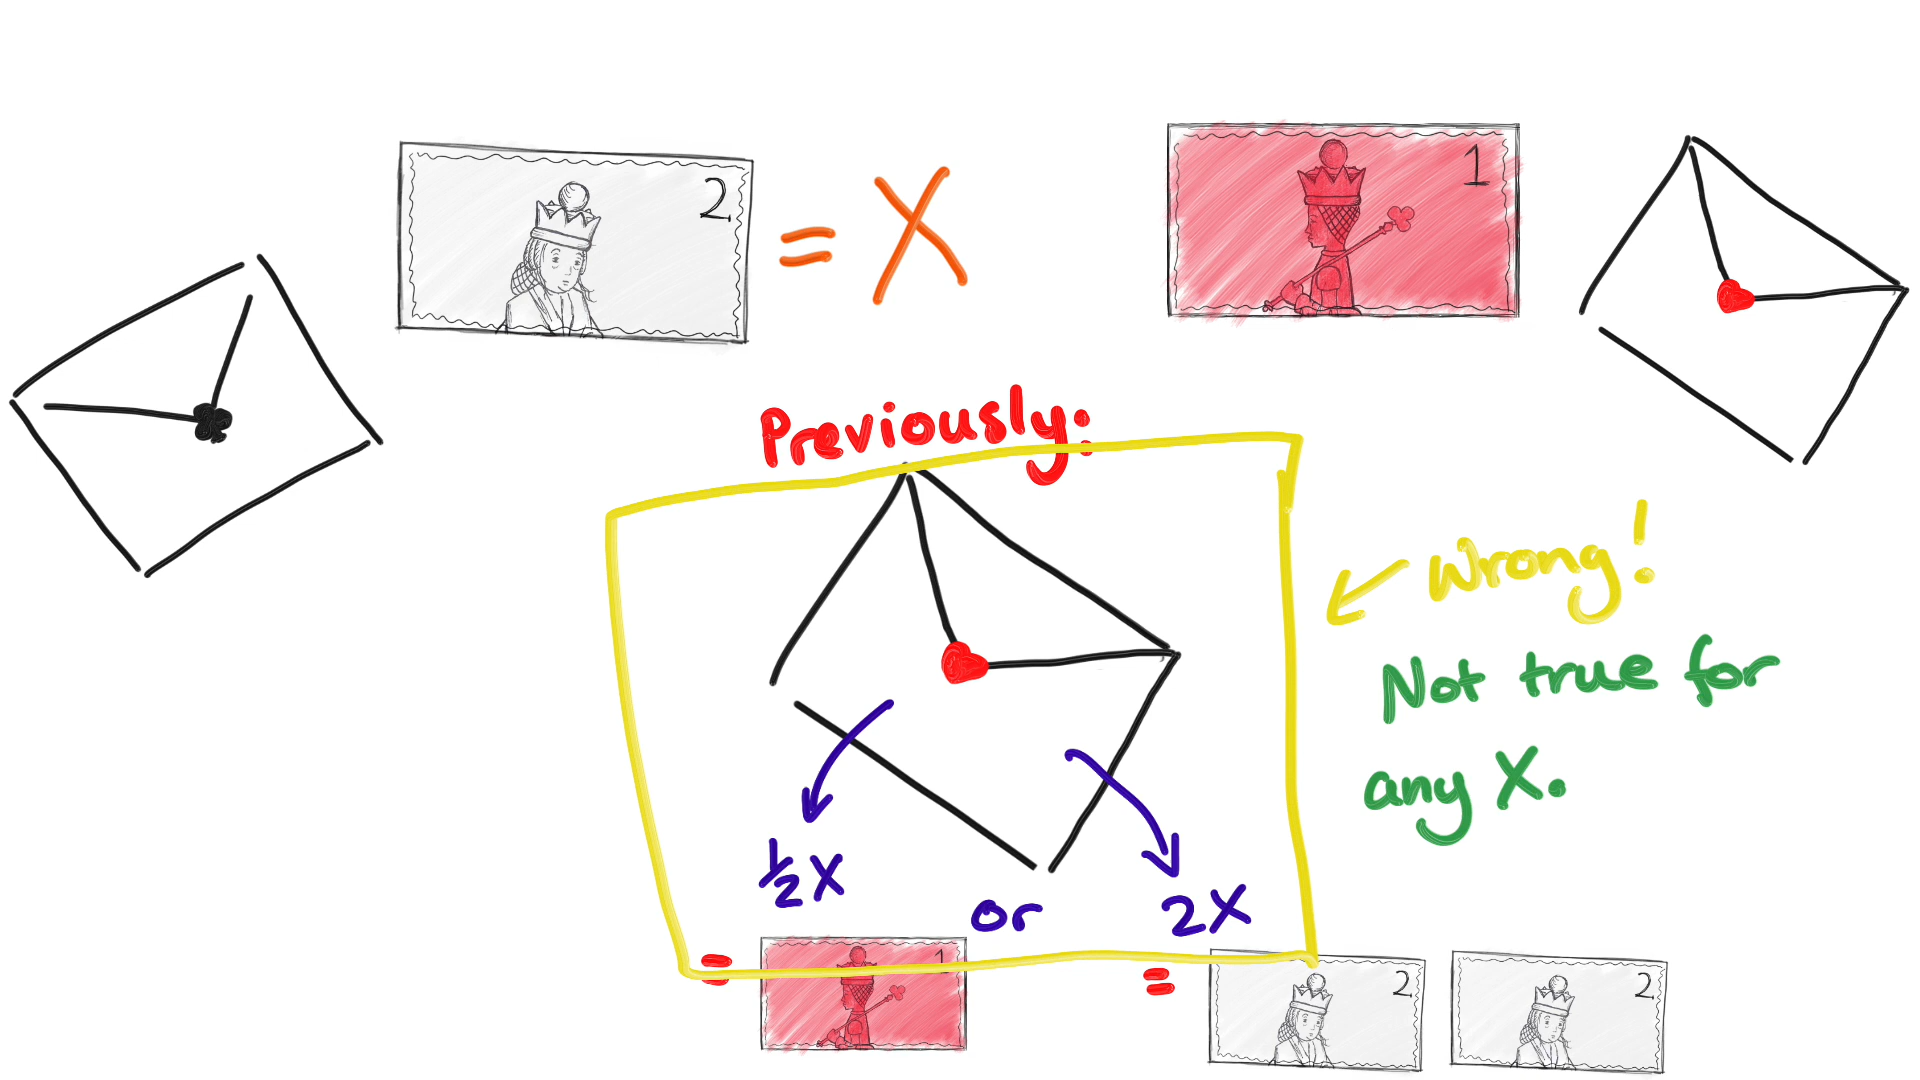 2
= X
1
Previously:
Wrong!
Not true for
any X.
½X or 2X
= 1
= 2 2